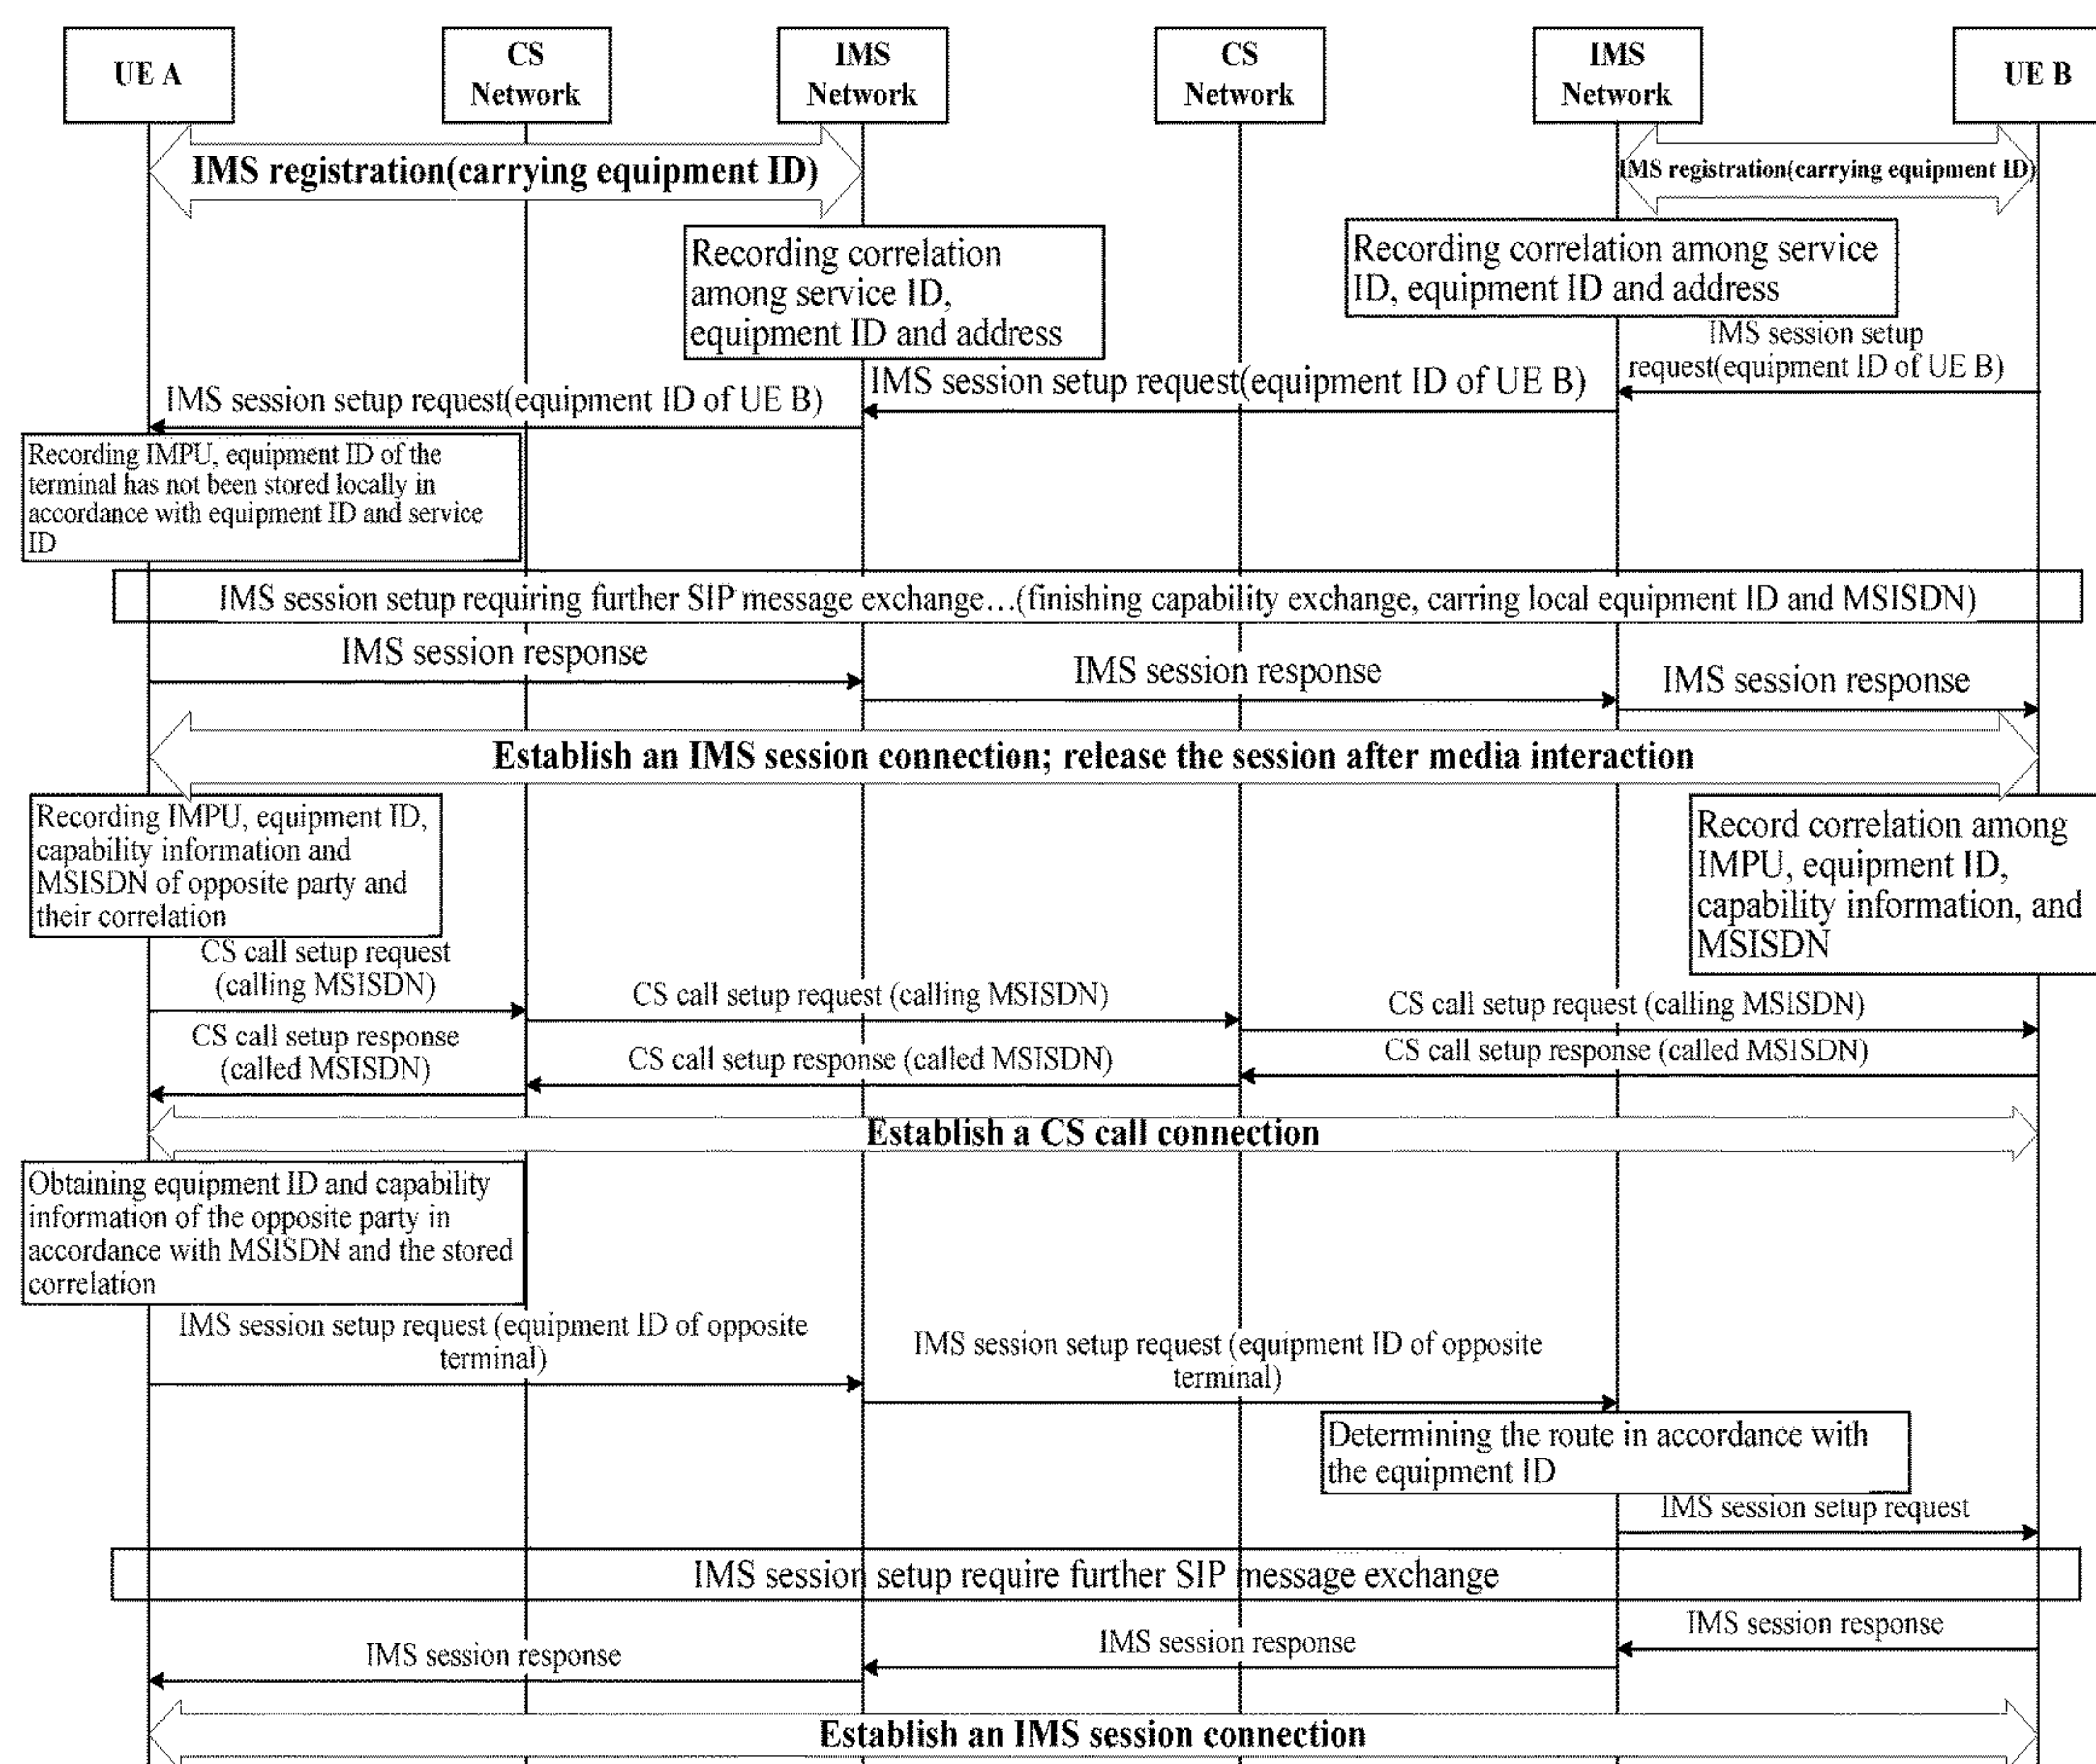 UE A
CS
Network
IMS
Network
CS
Network
IMS
Network
UE B
IMS registration(carrying equipment ID)
IMS registration(carrying equipment ID)
Recording correlation
among service ID,
equipment ID and address
Recording correlation among service
ID, equipment ID and address
IMS session setup
request(equipment ID of UE B)
IMS session setup request(equipment ID of UE B)
IMS session setup request(equipment ID of UE B)
Recording IMPU, equipment ID of the
terminal has not been stored locally in
accordance with equipment ID and service
ID
IMS session setup requiring further SIP message exchange...(finishing capability exchange, carring local equipment ID and MSISDN)
IMS session response
IMS session response
IMS session response
Establish an IMS session connection; release the session after media interaction
Recording IMPU, equipment ID,
capability information and
MSISDN of opposite party and
their correlation
Record correlation among
IMPU, equipment ID,
capability information, and
MSISDN
CS call setup request
(calling MSISDN)
CS call setup request (calling MSISDN)
CS call setup request (calling MSISDN)
CS call setup response
(called MSISDN)
CS call setup response (called MSISDN)
CS call setup response (called MSISDN)
Establish a CS call connection
Obtaining equipment ID and capability
information of the opposite party in
accordance with MSISDN and the stored
correlation
IMS session setup request (equipment ID of opposite
terminal)
IMS session setup request (equipment ID of opposite
terminal)
Determining the route in accordance with
the equipment ID
IMS session setup request
IMS session setup require further SIP message exchange
IMS session response
IMS session response
IMS session response
Establish an IMS session connection